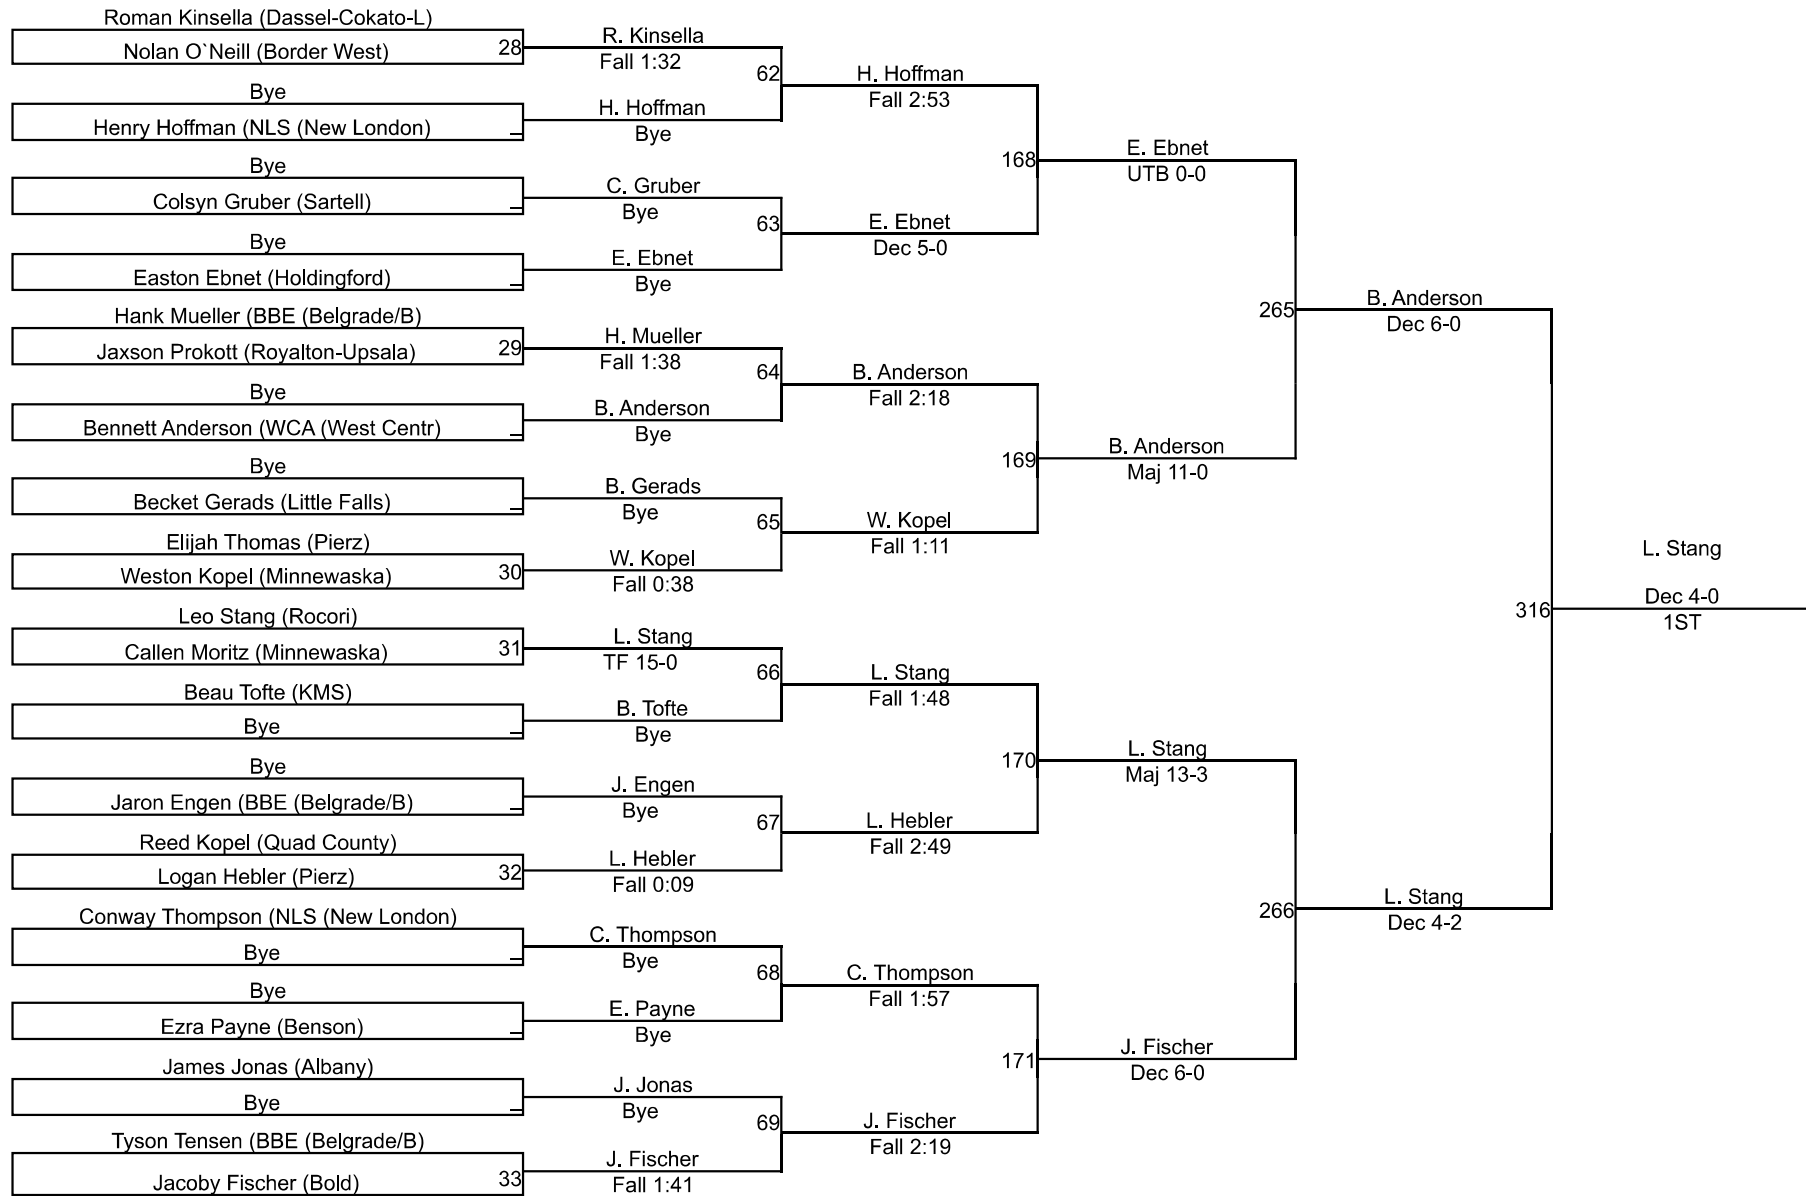 Roman Kinsella (Dassel-Cokato-L)
Nolan O`Neill (Border West)
28
Bye
Henry Hoffman (NLS (New London)
Bye
Colsyn Gruber (Sartell)
Bye
Easton Ebnet (Holdingford)
Hank Mueller (BBE (Belgrade/B)
Jaxson Prokott (Royalton-Upsala)
29
Bye
Bennett Anderson (WCA (West Centr)
Bye
Becket Gerads (Little Falls)
Elijah Thomas (Pierz)
Weston Kopel (Minnewaska)
30
Leo Stang (Rocori)
Callen Moritz (Minnewaska)
31
Beau Tofte (KMS)
Bye
Bye
Jaron Engen (BBE (Belgrade/B)
Reed Kopel (Quad County)
Logan Hebler (Pierz)
32
Conway Thompson (NLS (New London)
Bye
Bye
Ezra Payne (Benson)
James Jonas (Albany)
Bye
Tyson Tensen (BBE (Belgrade/B)
Jacoby Fischer (Bold)
33
R. Kinsella
Fall 1:32
62
H. Hoffman
Bye
C. Gruber
Bye
63
E. Ebnet
Bye
H. Mueller
Fall 1:38
64
B. Anderson
Bye
B. Gerads
Bye
65
W. Kopel
Fall 0:38
L. Stang
TF 15-0
66
B. Tofte
Bye
J. Engen
Bye
67
L. Hebler
Fall 0:09
C. Thompson
Bye
68
E. Payne
Bye
J. Jonas
Bye
69
J. Fischer
Fall 1:41
H. Hoffman
Fall 2:53
168
E. Ebnet
Dec 5-0
B. Anderson
Fall 2:18
169
W. Kopel
Fall 1:11
L. Stang
Fall 1:48
170
L. Hebler
Fall 2:49
C. Thompson
Fall 1:57
171
J. Fischer
Fall 2:19
E. Ebnet
UTB 0-0
265
B. Anderson
Maj 11-0
L. Stang
Maj 13-3
266
J. Fischer
Dec 6-0
B. Anderson
Dec 6-0
316
L. Stang
Dec 4-2
L. Stang
Dec 4-0
1ST